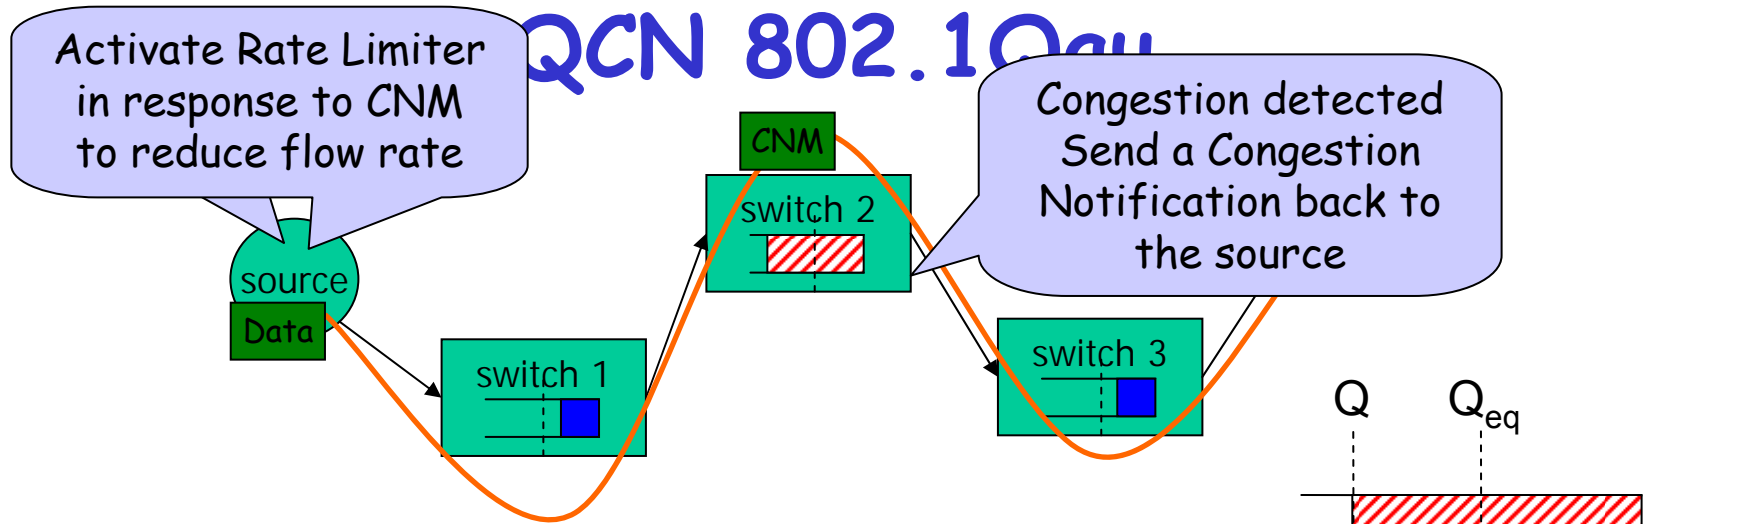 QCN 802.1Qau
Activate Rate Limiter
in response to CNM
to reduce flow rate
Congestion detected
Send a Congestion
Notification back to
the source
CNM
switch 2
source
Data
switch 1
switch 3
Q
Qeq